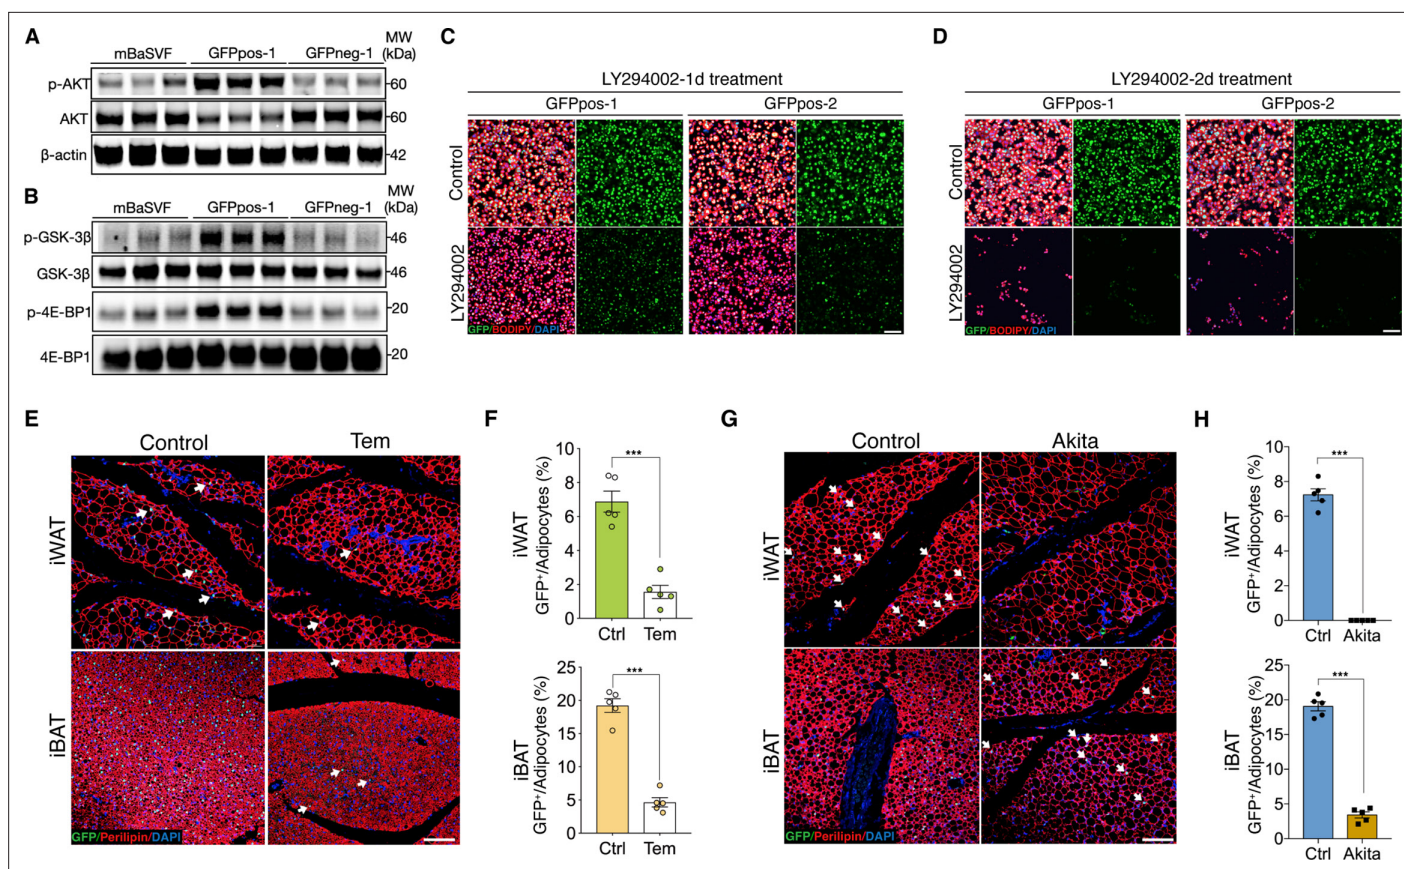 A
mBaSVF GFPpos-1 GFPneg-1 MW (kDa)
p-AKT -60
AKT -60
β-actin -42
B
mBaSVF GFPpos-1 GFPneg-1 MW (kDa)
p-GSK-3β -46
GSK-3β -46
p-4E-BP1 -20
4E-BP1 -20
C
LY294002-1d treatment
GFPpos-1 GFPpos-2
Control
LY294002
GFP/BODIPY/DAPI
D
LY294002-2d treatment
GFPpos-1 GFPpos-2
Control
LY294002
GFP/BODIPY/DAPI
E
Control Tem
iWAT
iBAT
GFP/Perilipin/DAPI
F
iWAT
GFP⁺/Adipocytes (%)
10
8
6
4
2
0
***
Ctrl Tem
iBAT
GFP⁺/Adipocytes (%)
25
20
15
10
5
0
***
Ctrl Tem
G
Control Akita
iWAT
iBAT
GFP/Perilipin/DAPI
H
iWAT
GFP⁺/Adipocytes (%)
10
8
6
4
2
0
***
Ctrl Akita
iBAT
GFP⁺/Adipocytes (%)
25
20
15
10
5
0
***
Ctrl Akita